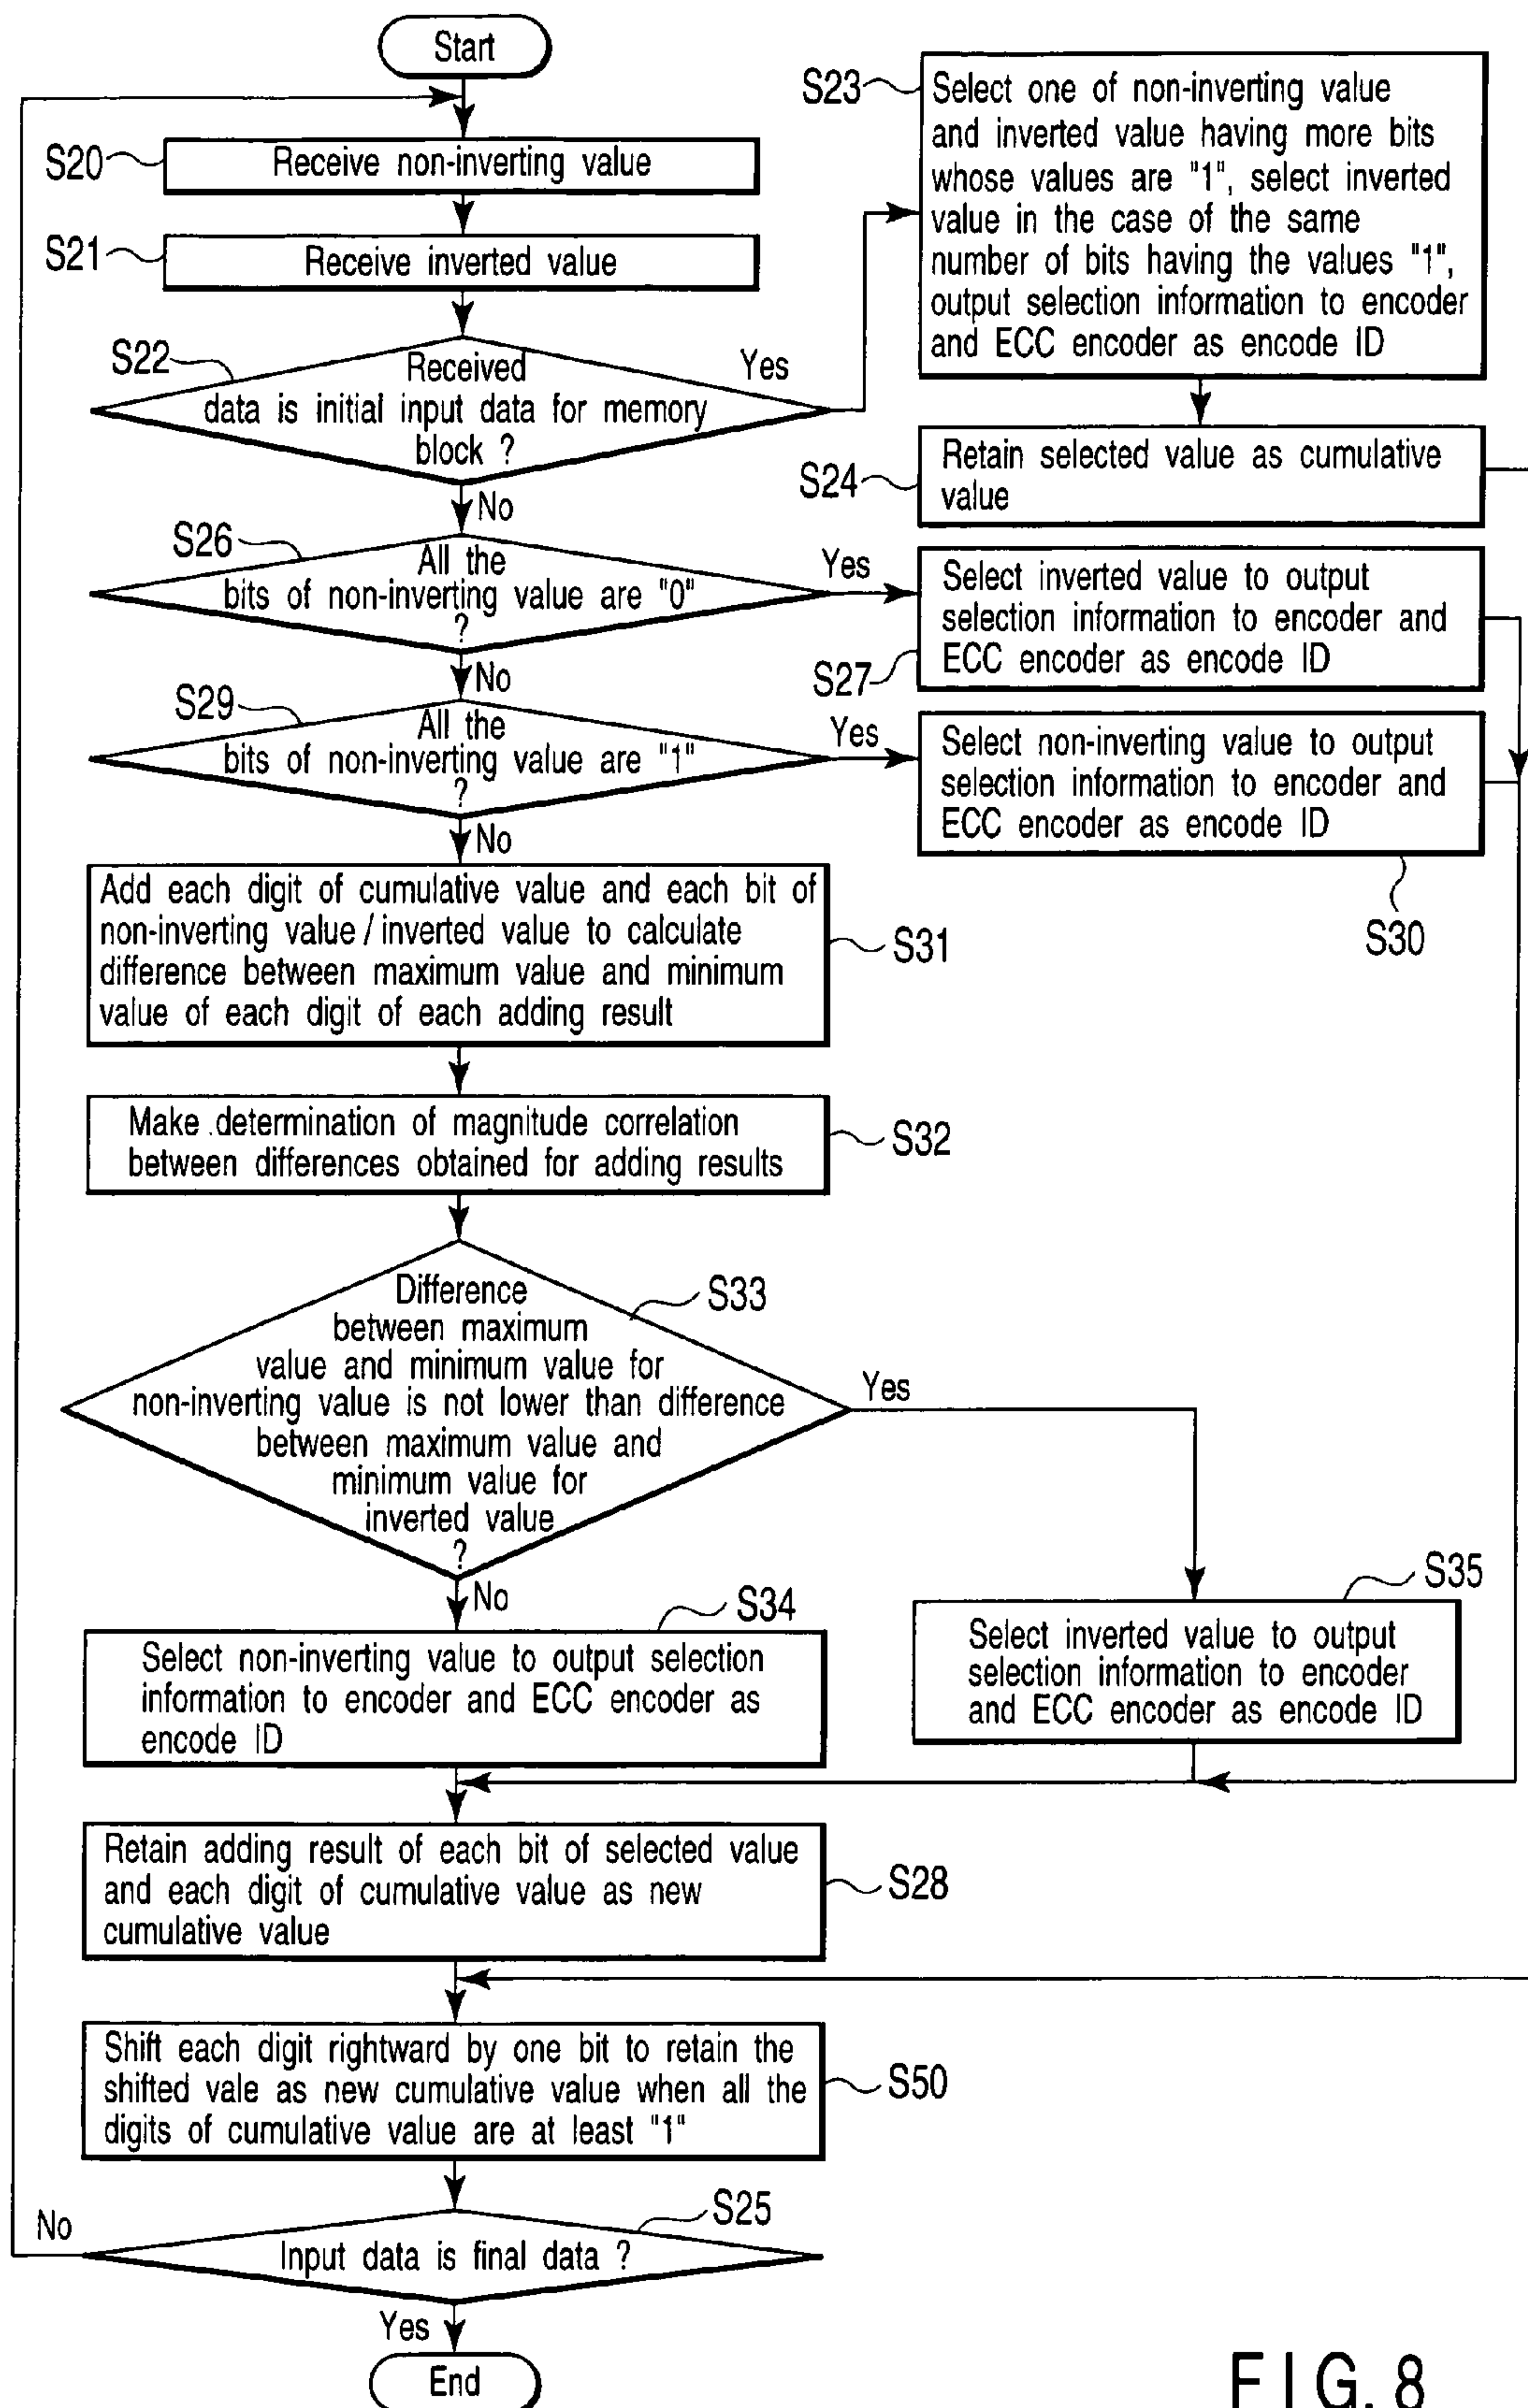 Start
S20
Receive non-inverting value
S21
Receive inverted value
S22
Received
data is initial input data for memory
block ?
Yes
No
S23
Select one of non-inverting value
and inverted value having more bits
whose values are "1", select inverted
value in the case of the same
number of bits having the values "1",
output selection information to encoder
and ECC encoder as encode ID
S24
Retain selected value as cumulative
value
S26
All the
bits of non-inverting value are "0"
?
Yes
No
S27
Select inverted value to output
selection information to encoder and
ECC encoder as encode ID
S29
All the
bits of non-inverting value are "1"
?
Yes
No
Select non-inverting value to output
selection information to encoder and
ECC encoder as encode ID
S30
Add each digit of cumulative value and each bit of
non-inverting value / inverted value to calculate
difference between maximum value and minimum
value of each digit of each adding result
S31
Make .determination of magnitude correlation
between differences obtained for adding results
S32
Difference
between maximum
value and minimum value for
non-inverting value is not lower than difference
between maximum value and
minimum value for
inverted value
?
S33
Yes
No
S34
Select non-inverting value to output selection
information to encoder and ECC encoder as
encode ID
S35
Select inverted value to output
selection information to encoder
and ECC encoder as encode ID
Retain adding result of each bit of selected value
and each digit of cumulative value as new
cumulative value
S28
Shift each digit rightward by one bit to retain the
shifted vale as new cumulative value when all the
digits of cumulative value are at least "1"
S50
S25
Input data is final data ?
No
Yes
End
FIG. 8